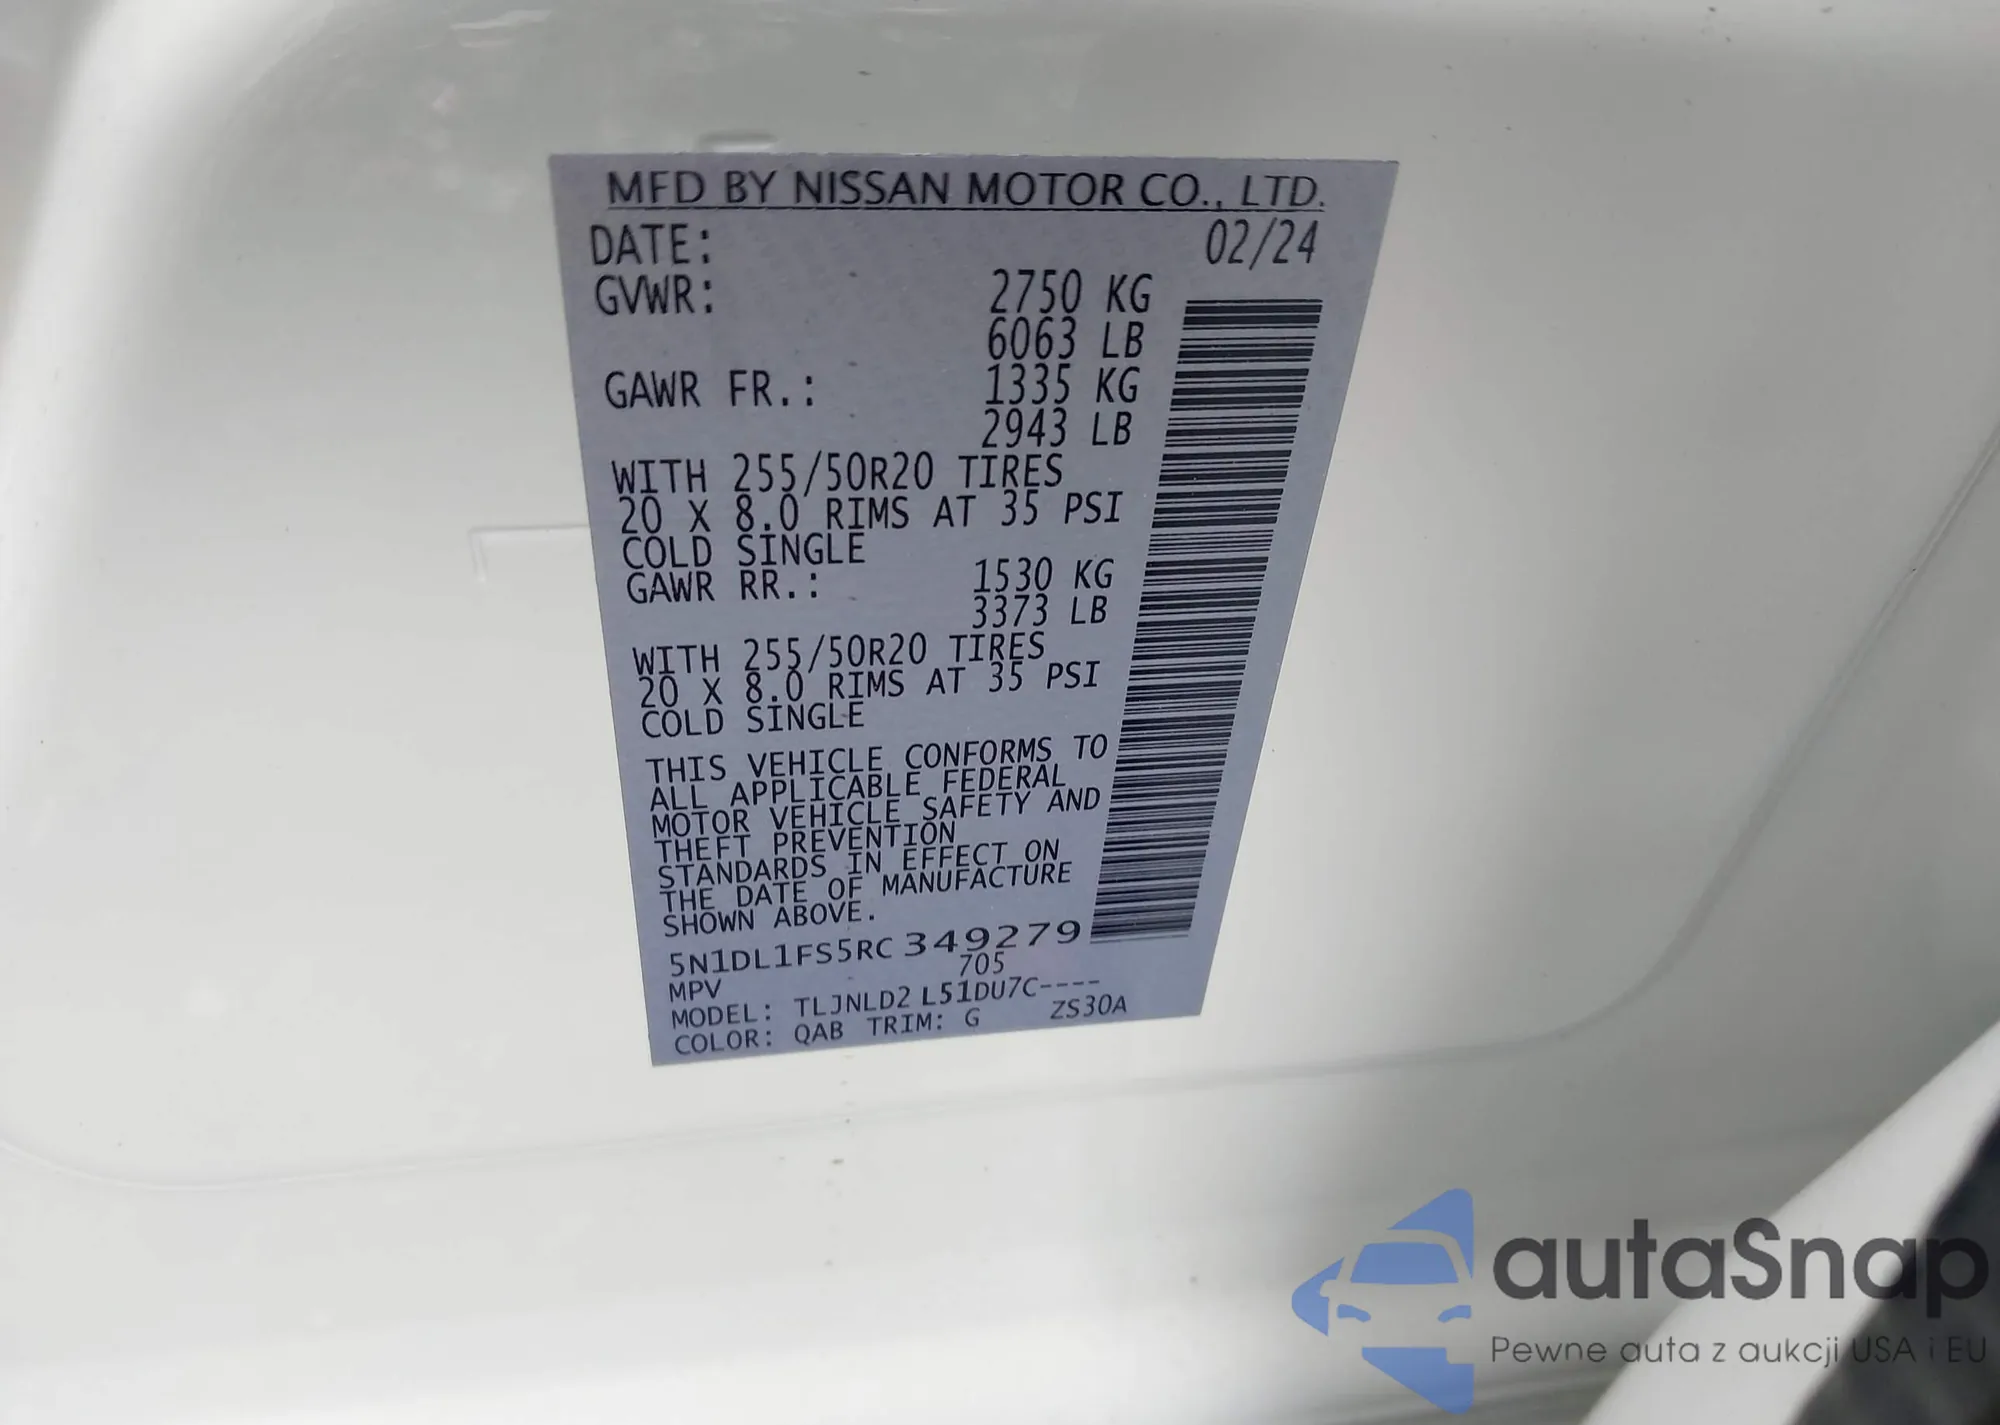 MFD BY NISSAN MOTOR CO., LTD.
DATE: 02/24
GVWR: 2750 KG
6063 LB
GAWR FR.: 1335 KG
2943 LB
WITH 255/50R20 TIRES
20 X 8.0 RIMS AT 35 PSI
COLD SINGLE
GAWR RR.: 1530 KG
3373 LB
WITH 255/50R20 TIRES
20 X 8.0 RIMS AT 35 PSI
COLD SINGLE
THIS VEHICLE CONFORMS TO
ALL APPLICABLE FEDERAL
MOTOR VEHICLE SAFETY AND
THEFT PREVENTION
STANDARDS IN EFFECT ON
THE DATE OF MANUFACTURE
SHOWN ABOVE.
5N1DL1FS5RC 349279
MPV 705
MODEL: TLJNLD2 L51DU7C----
COLOR: QAB TRIM: G ZS30A
autaSnap
Pewne auta z aukcji USA i EU